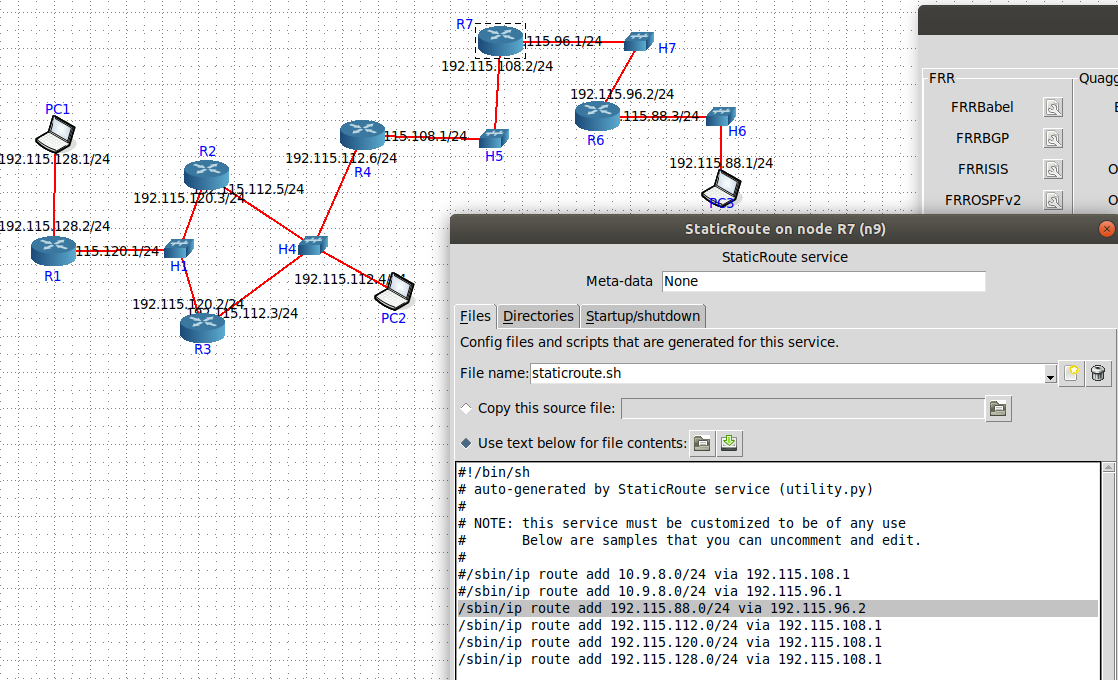 R7
115.96.1/24
H7
192.115.108.2/24
192.115.96.2/24
115.88.3/24
H6
R6
192.115.88.1/24
PC3
PC1
192.115.128.1/24
R2
115.108.1/24
H5
192.115.112.6/24
R4
115.112.5/24
192.115.120.3/24
192.115.128.2/24
115.120.1/24
R1
H1
H4
192.115.112.4/24
PC2
192.115.120.2/24
115.112.3/24
R3
FRR
Quagg
FRRBabel
FRRBGP
FRRISIS
FRROSPFv2
StaticRoute on node R7 (n9)
StaticRoute service
Meta-data None
Files Directories Startup/shutdown
Config files and scripts that are generated for this service.
File name: staticroute.sh
Copy this source file:
Use text below for file contents:
#!/bin/sh
# auto-generated by StaticRoute service (utility.py)
#
# NOTE: this service must be customized to be of any use
#       Below are samples that you can uncomment and edit.
#
#/sbin/ip route add 10.9.8.0/24 via 192.115.108.1
#/sbin/ip route add 10.9.8.0/24 via 192.115.96.1
/sbin/ip route add 192.115.88.0/24 via 192.115.96.2
/sbin/ip route add 192.115.112.0/24 via 192.115.108.1
/sbin/ip route add 192.115.120.0/24 via 192.115.108.1
/sbin/ip route add 192.115.128.0/24 via 192.115.108.1